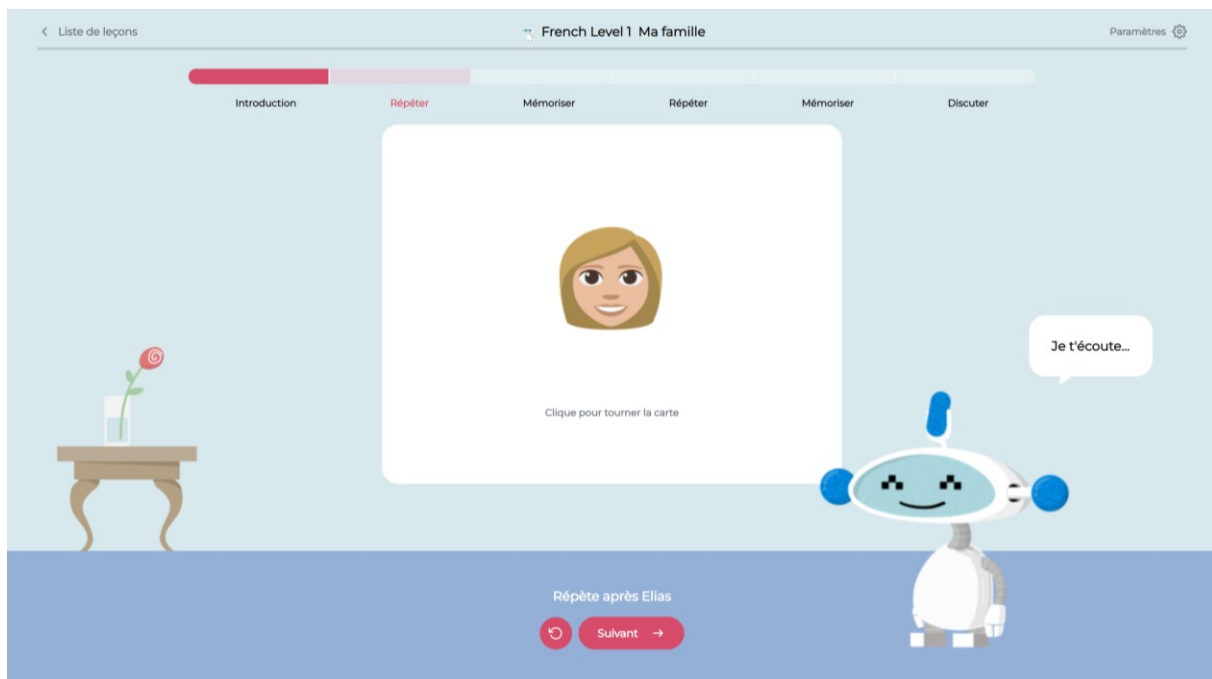 Liste de leçons
French Level 1 Ma famille
Paramètres
Introduction
Répéter
Mémoriser
Répéter
Mémoriser
Discuter
Je t'écoute...
Clique pour tourner la carte
Répète après Elias
Suivant